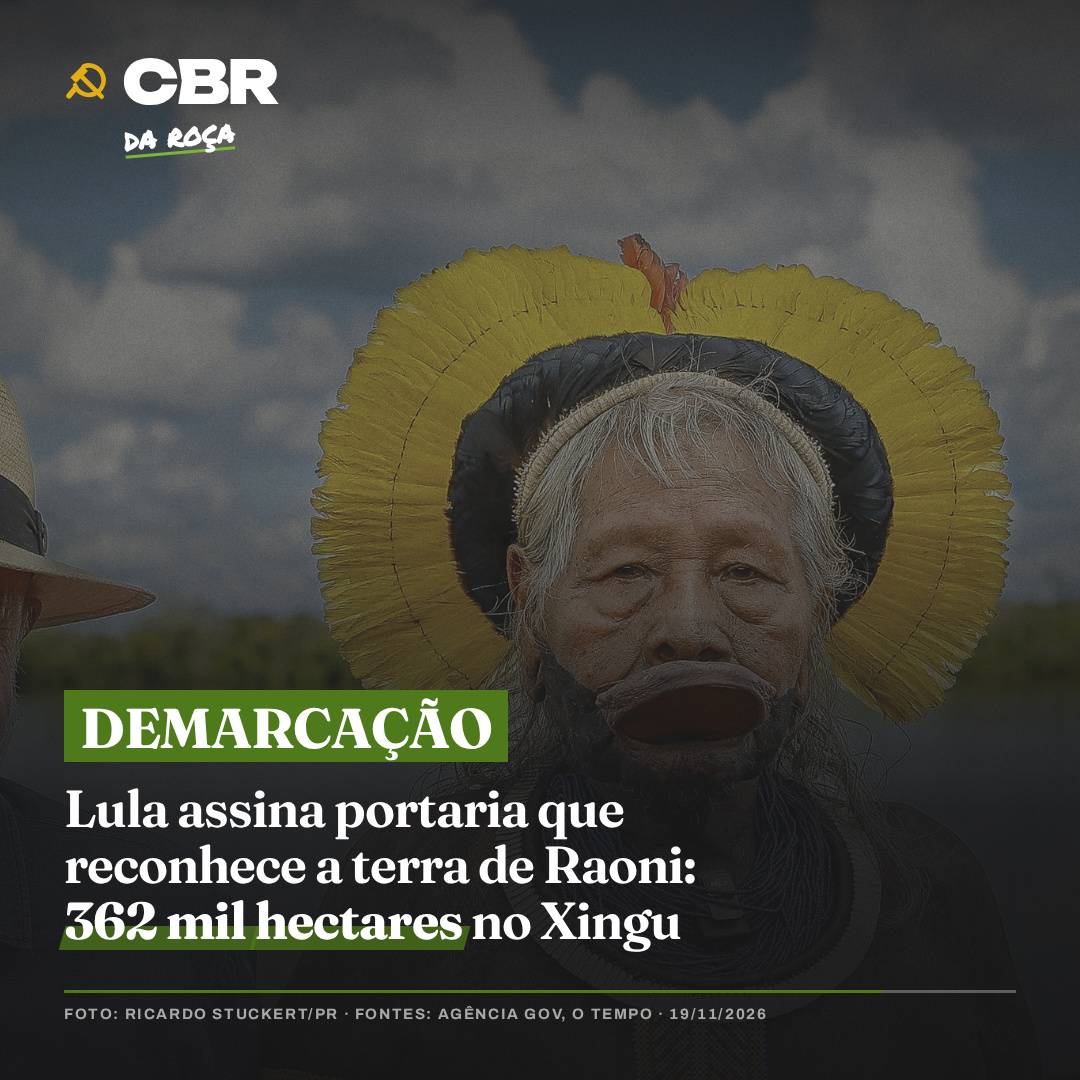 CBR
DA ROÇA
DEMARCAÇÃO
Lula assina portaria que
reconhece a terra de Raoni:
362 mil hectares no Xingu
FOTO: RICARDO STUCKERT/PR · FONTES: AGÊNCIA GOV, O TEMPO · 19/11/2026